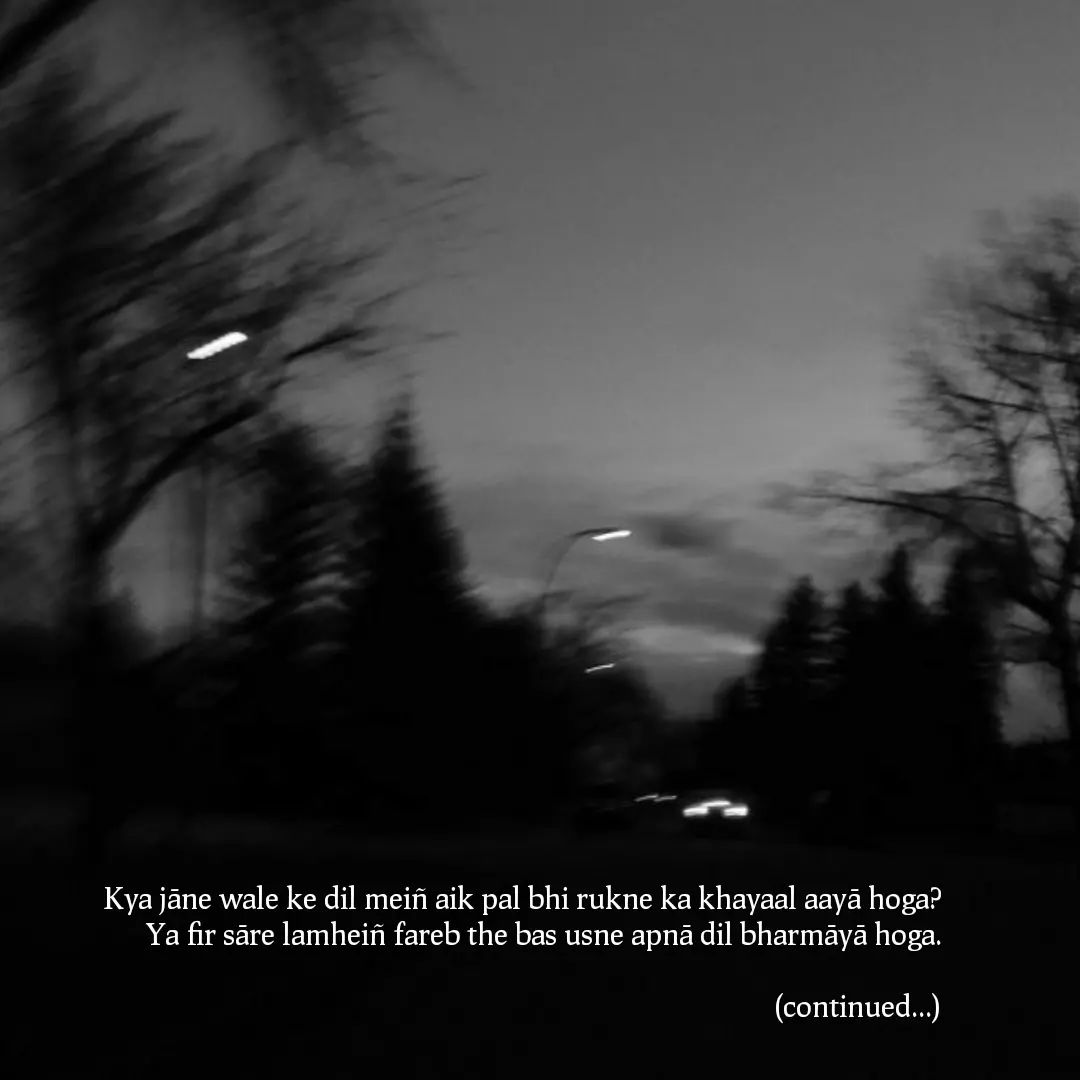 Kya jāne wale ke dil meiñ aik pal bhi rukne ka khayaal aayā hoga?
Ya fir sāre lamheiñ fareb the bas usne apnā dil bharmāyā hoga.
(continued...)